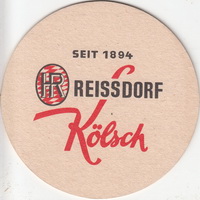 SEIT 1894
HR REISSDORF
Kölsch